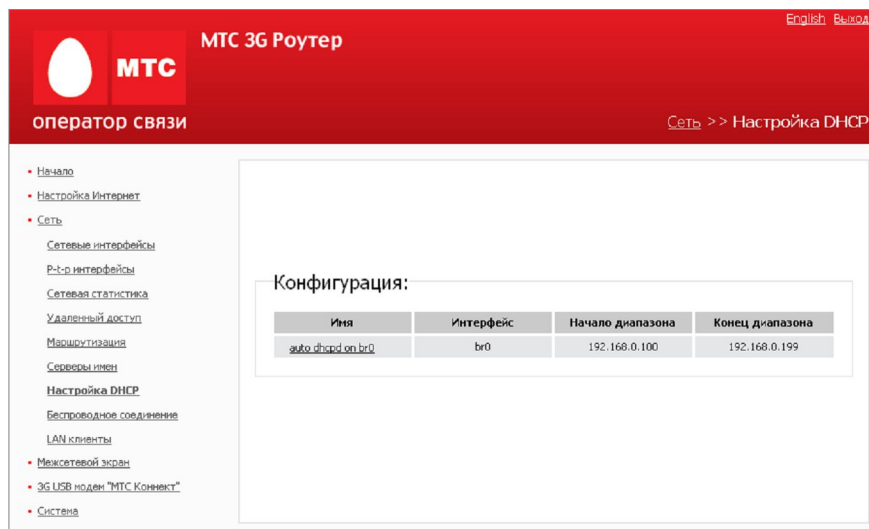 English Выход
МТС 3G Роутер
МТС
оператор связи
Сеть >> Настройка DHCP
Начало
Настройка Интернет
Сеть
Сетевые интерфейсы
P-t-p интерфейсы
Сетевая статистика
Удаленный доступ
Маршрутизация
Серверы имен
Настройка DHCP
Беспроводное соединение
LAN клиенты
Межсетевой экран
3G USB модем "МТС Коннект"
Система
Конфигурация:
Имя Интерфейс Начало диапазона Конец диапазона
auto dhcpd on br0 br0 192.168.0.100 192.168.0.199